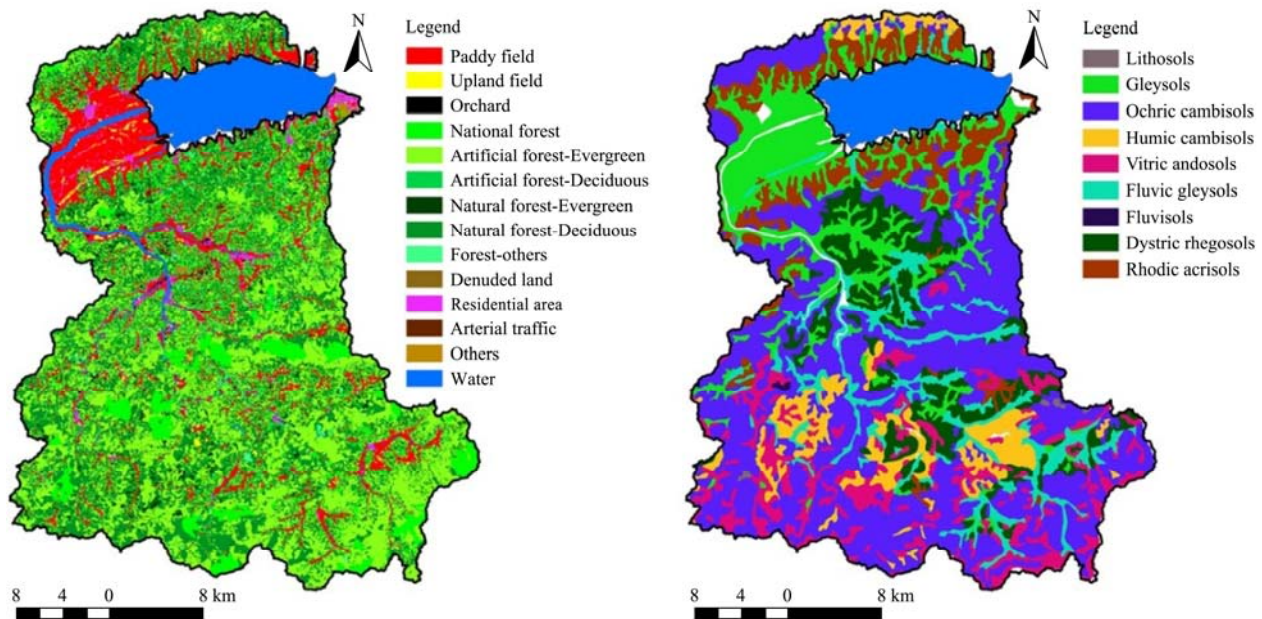 N
Legend
Paddy field
Upland field
Orchard
National forest
Artificial forest-Evergreen
Artificial forest-Deciduous
Natural forest-Evergreen
Natural forest-Deciduous
Forest-others
Denuded land
Residential area
Arterial traffic
Others
Water
8 4 0 8 km
N
Legend
Lithosols
Gleysols
Ochric cambisols
Humic cambisols
Vitric andosols
Fluvic gleysols
Fluvisols
Dystric rhegosols
Rhodic acrisols
8 4 0 8 km